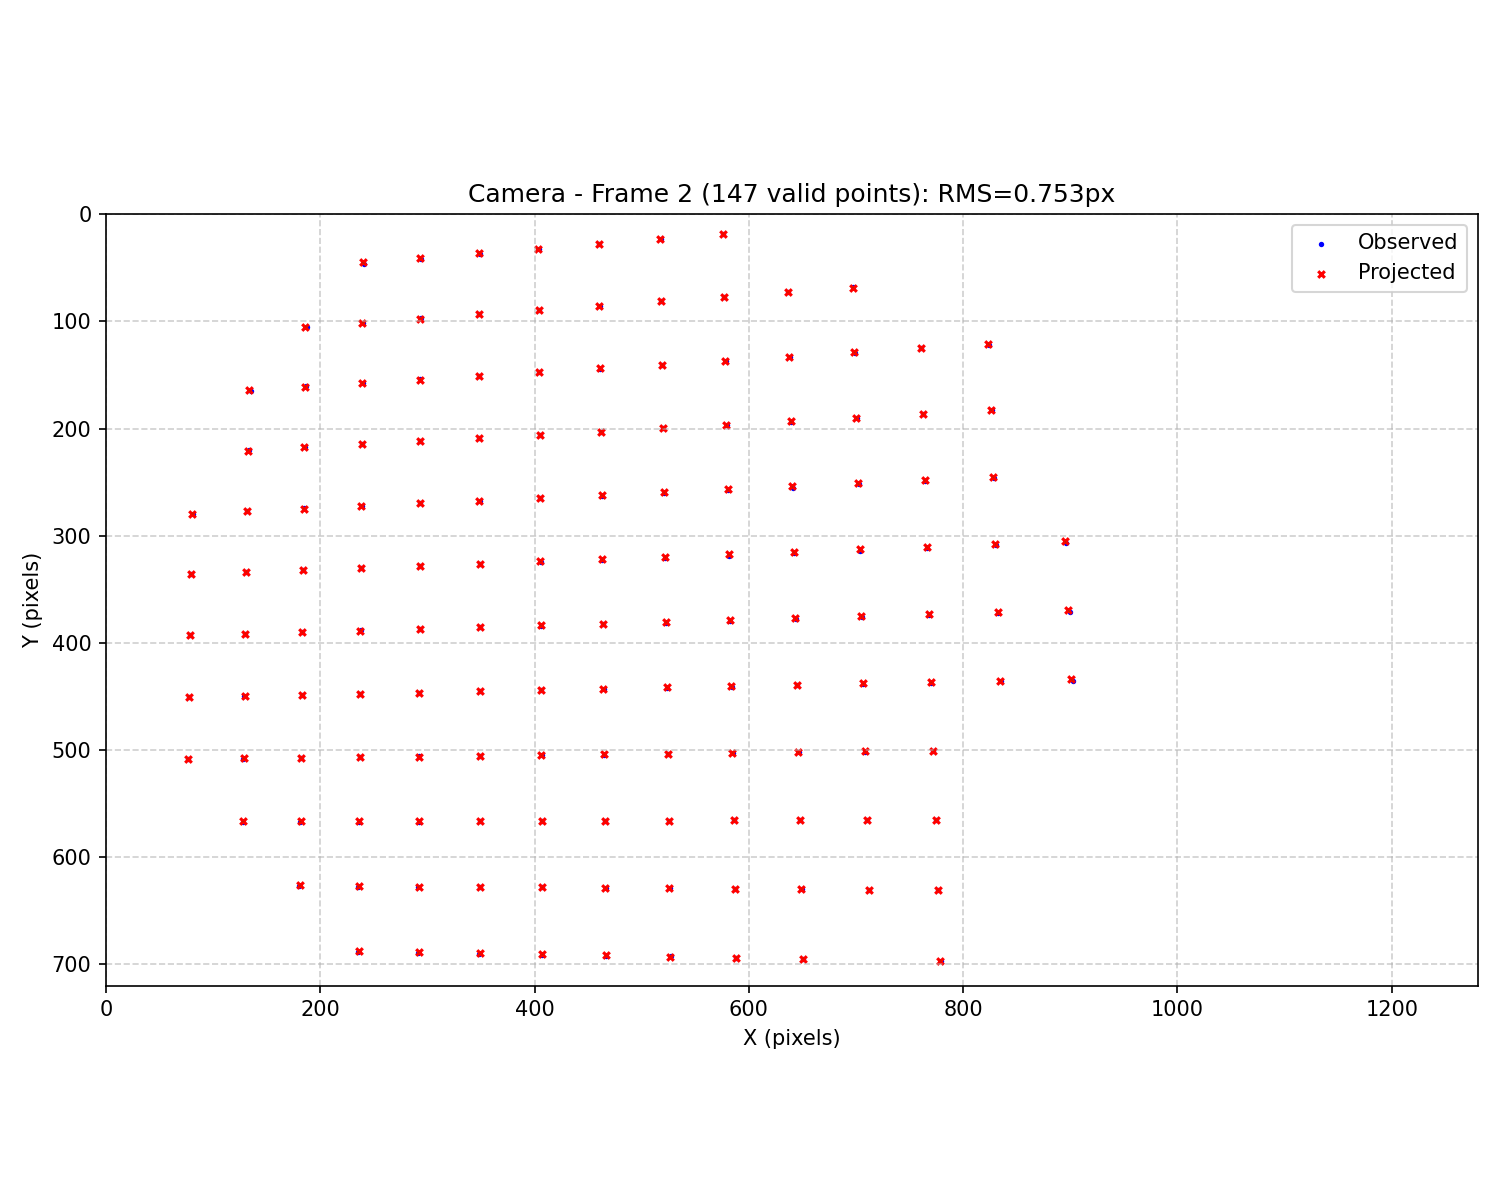 Camera - Frame 2 (147 valid points): RMS=0.753px
Observed
Projected
0
100
200
300
400
500
600
700
Y (pixels)
0 200 400 600 800 1000 1200
X (pixels)